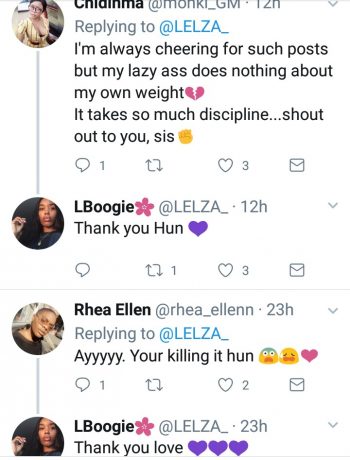 Chidinma @monki_GM · 12h
Replying to @LELZA_
I'm always cheering for such posts
but my lazy ass does nothing about
my own weight💔
It takes so much discipline...shout
out to you, sis✊
1 3
LBoogie🌸 @LELZA_ · 12h
Thank you Hun 💜
1 3
Rhea Ellen @rhea_ellenn · 23h
Replying to @LELZA_
Ayyyyy. Your killing it hun 😨😩❤
1 2
LBoogie🌸 @LELZA_ · 23h
Thank you love 💜💜💜